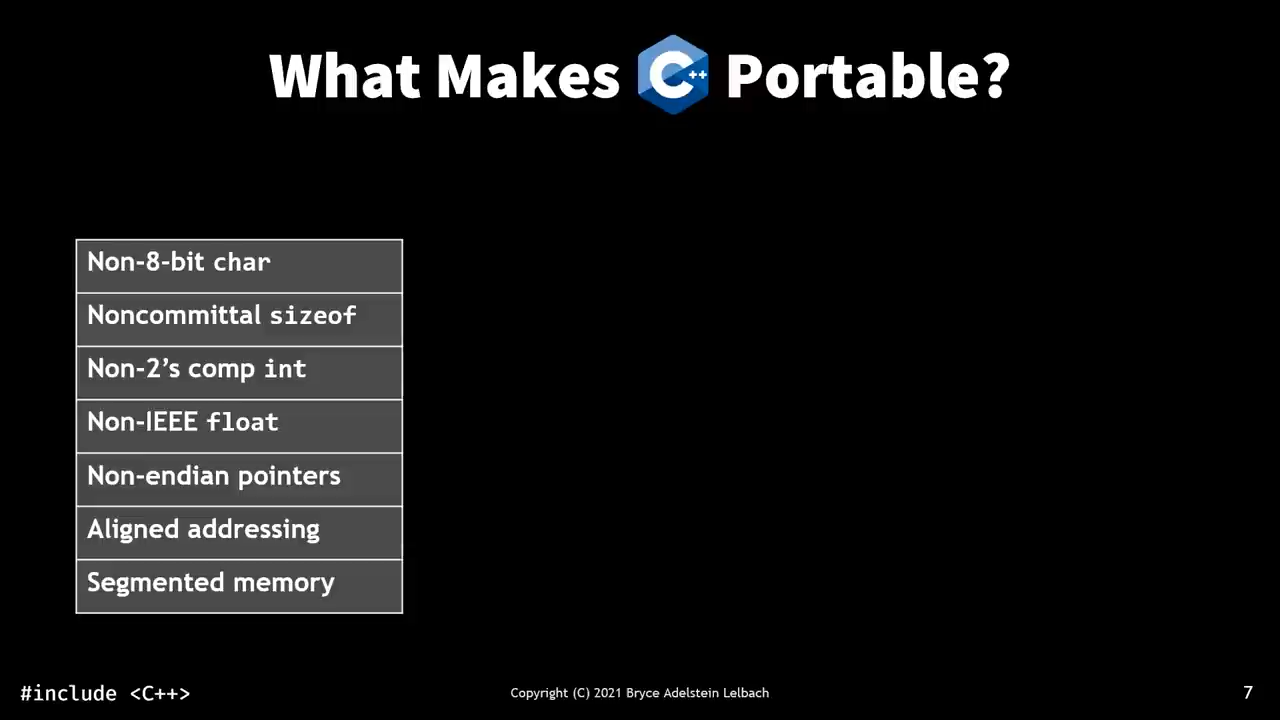 What Makes C++ Portable?
Non-8-bit char
Noncommittal sizeof
Non-2’s comp int
Non-IEEE float
Non-endian pointers
Aligned addressing
Segmented memory
#include <C++>
Copyright (C) 2021 Bryce Adelstein Lelbach
7